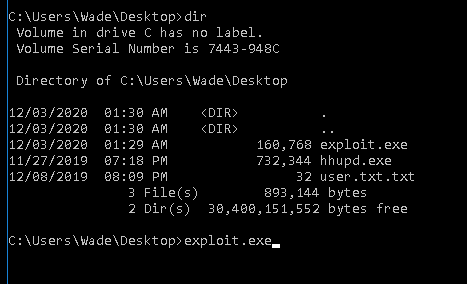 C:\Users\Wade\Desktop>dir
Volume in drive C has no label.
Volume Serial Number is 7443-948C
Directory of C:\Users\Wade\Desktop
12/03/2020  01:30 AM    <DIR>          .
12/03/2020  01:30 AM    <DIR>          ..
12/03/2020  01:29 AM           160,768 exploit.exe
11/27/2019  07:18 PM           732,344 hhupd.exe
12/08/2019  08:09 PM                32 user.txt.txt
3 File(s)        893,144 bytes
2 Dir(s)  30,400,151,552 bytes free
C:\Users\Wade\Desktop>exploit.exe